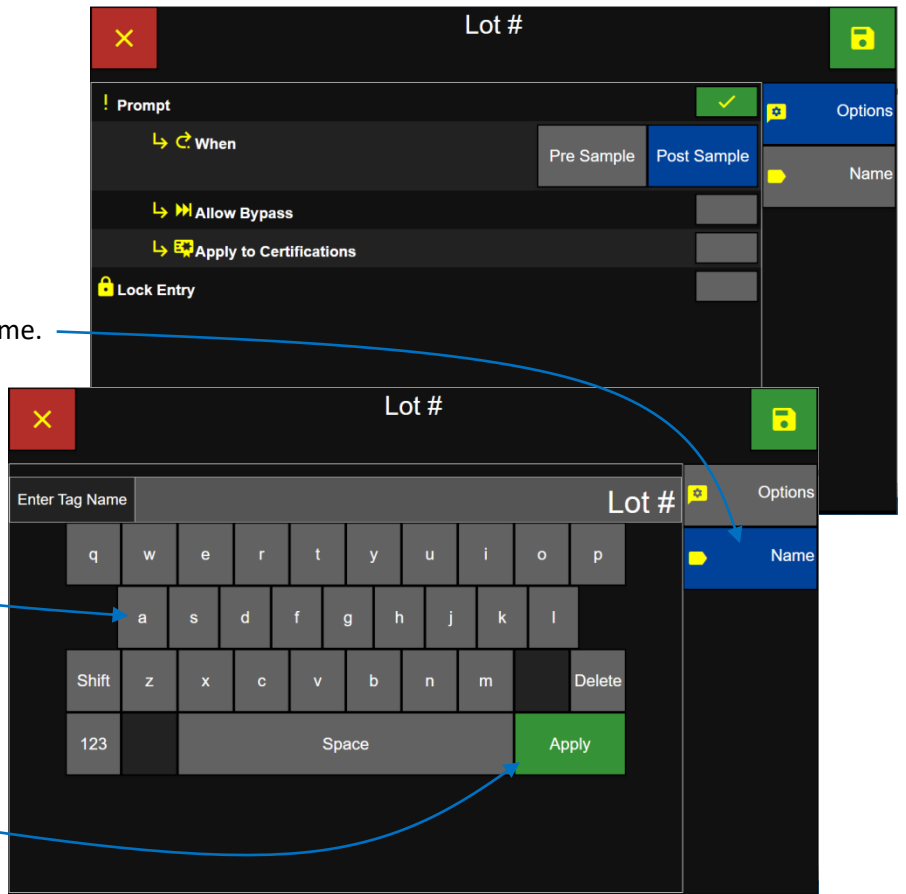 Lot #
! Prompt
Options
When
Pre Sample
Post Sample
Name
Allow Bypass
Apply to Certifications
Lock Entry
me.
Lot #
Enter Tag Name
Lot #
Options
q w e r t y u i o p
Name
a s d f g h j k l
Shift z x c v b n m Delete
123 Space Apply